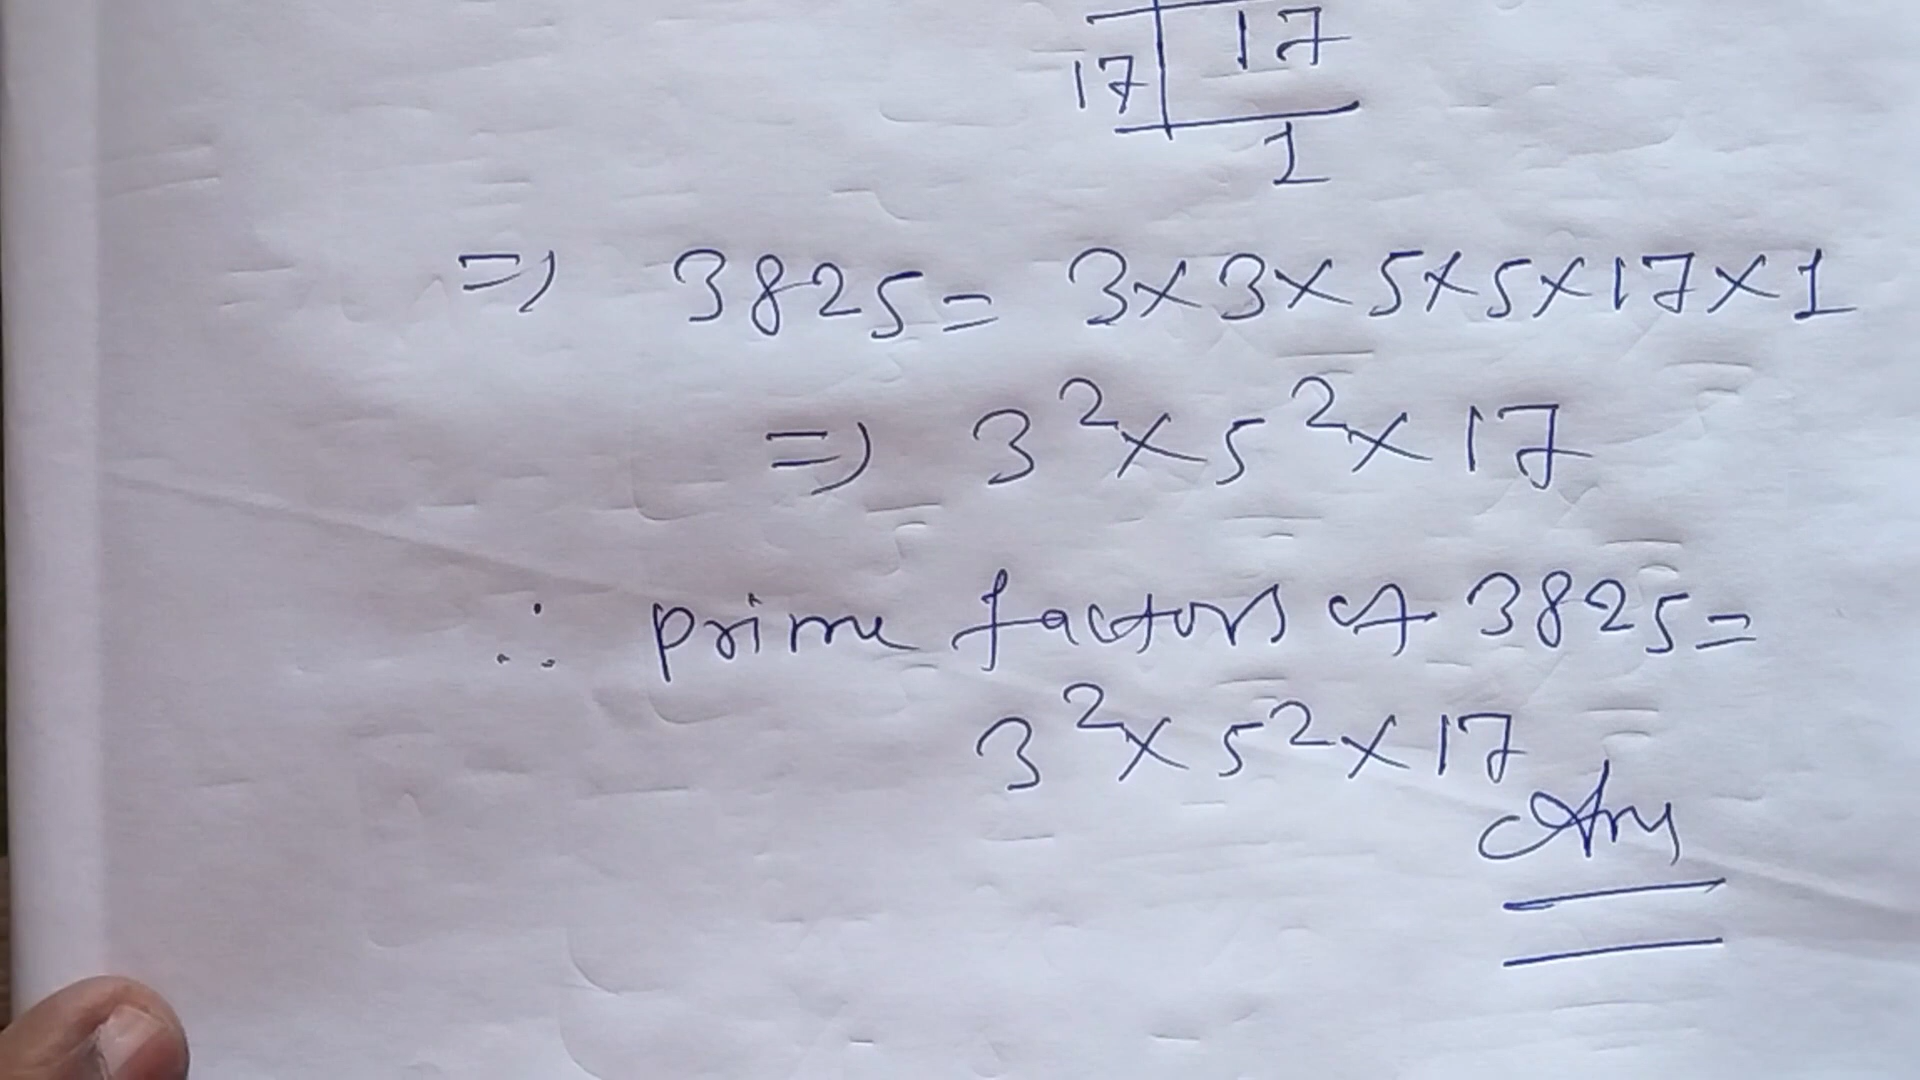 17
17
1
=> 3825 = 3×3×5×5×17×1
=> 3²×5²×17
∴ prime factors of 3825 =
3²×5²×17
Ans